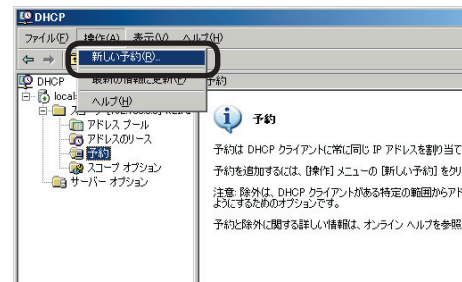 DHCP
ファイル(F) 操作(A) 表示(V) ヘルプ(H)
新しい予約(R)...
最新の情報に更新(F)
ヘルプ(H)
DHCP
local
アドレス プール
アドレスのリース
予約
スコープ オプション
サーバー オプション
予約
予約
予約は DHCP クライアントに常に同じ IP アドレスを割り当て
予約を追加するには、[操作] メニューの [新しい予約] をクリ
注意: 除外は、DHCP クライアントがある特定の範囲からアド
ようにするためのオプションです。
予約と除外に関する詳しい情報は、オンライン ヘルプを参照